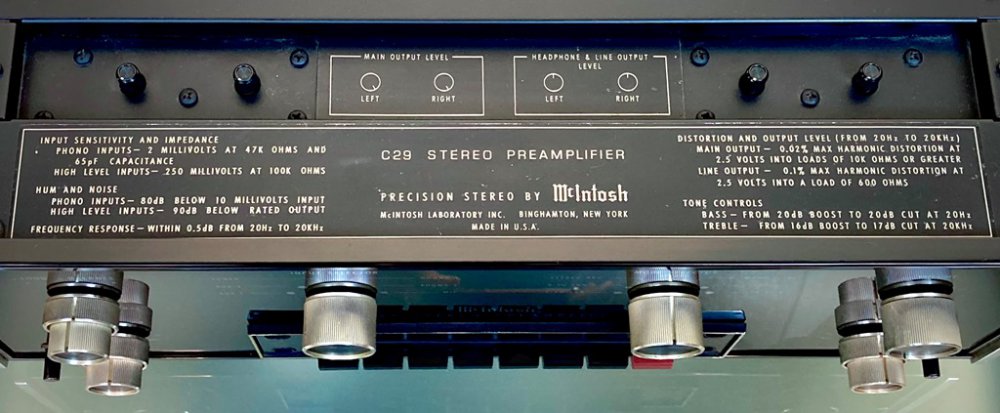 MAIN OUTPUT LEVEL
LEFT RIGHT
HEADPHONE & LINE OUTPUT
LEVEL
LEFT RIGHT
INPUT SENSITIVITY AND IMPEDANCE
PHONO INPUTS— 2 MILLIVOLTS AT 47K OHMS AND
65pF CAPACITANCE
HIGH LEVEL INPUTS— 250 MILLIVOLTS AT 100K OHMS
HUM AND NOISE
PHONO INPUTS— 80dB BELOW 10 MILLIVOLTS INPUT
HIGH LEVEL INPUTS— 90dB BELOW RATED OUTPUT
FREQUENCY RESPONSE— WITHIN 0.5dB FROM 20Hz TO 20KHz
C29 STEREO PREAMPLIFIER
PRECISION STEREO BY McIntosh
McINTOSH LABORATORY INC. BINGHAMTON, NEW YORK
MADE IN U.S.A.
DISTORTION AND OUTPUT LEVEL (FROM 20Hz TO 20KHz)
MAIN OUTPUT — 0.02% MAX HARMONIC DISTORTION AT
2.5 VOLTS INTO LOADS OF 10K OHMS OR GREATER
LINE OUTPUT — 0.1% MAX HARMONIC DISTORTION AT
2.5 VOLTS INTO A LOAD OF 600 OHMS
TONE CONTROLS
BASS— FROM 20dB BOOST TO 20dB CUT AT 20Hz
TREBLE— FROM 16dB BOOST TO 17dB CUT AT 20KHz
McIntosh